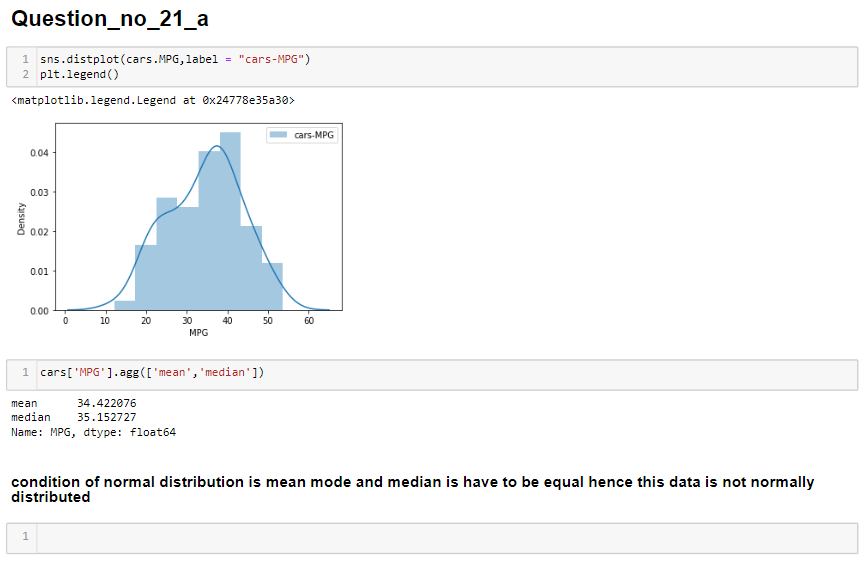 Question_no_21_a
1 sns.distplot(cars.MPG,label = "cars-MPG")
2 plt.legend()
<matplotlib.legend.Legend at 0x24778e35a30>
cars-MPG
0.04
0.03
0.02
0.01
0.00
Density
0 10 20 30 40 50 60
MPG
1 cars['MPG'].agg(['mean','median'])
mean 34.422076
median 35.152727
Name: MPG, dtype: float64
condition of normal distribution is mean mode and median is have to be equal hence this data is not normally
distributed
1